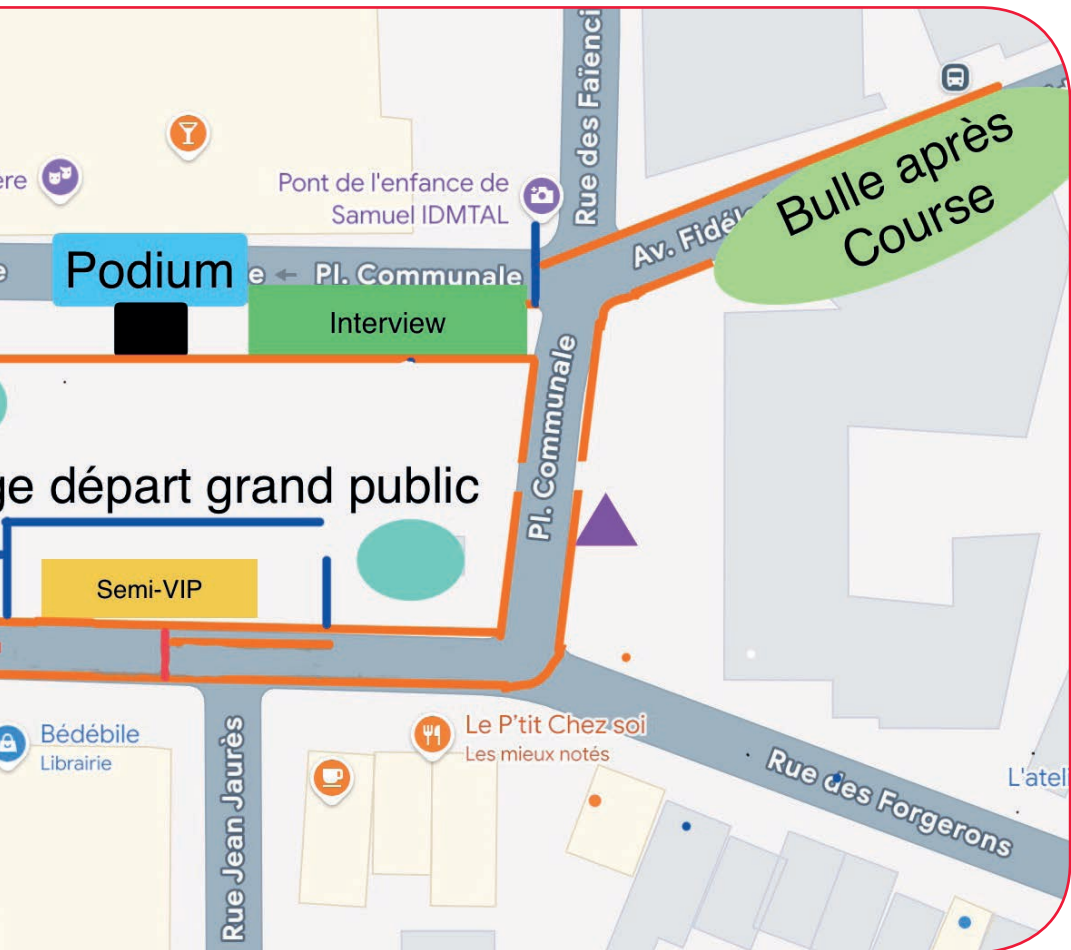 Rue des Faïenci
Bulle après
Course
ere
Pont de l'enfance de
Samuel IDMTAL
Av. Fidél
Podium
e ← Pl. Communale
Interview
Pl. Communale
ge départ grand public
Semi-VIP
Bédébile
Librairie
Rue Jean Jaurès
Le P'tit Chez soi
Les mieux notés
Rue des Forgerons
L'atel